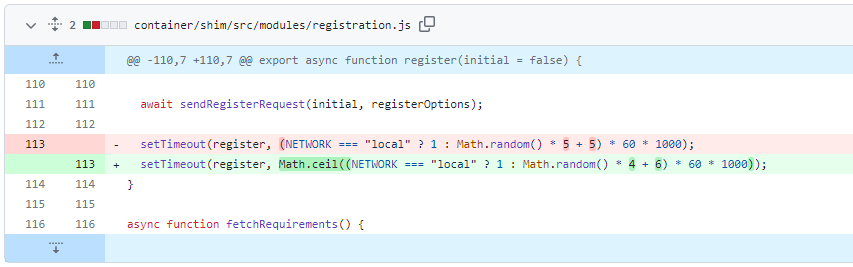 2 container/shim/src/modules/registration.js
@@ -110,7 +110,7 @@ export async function register(initial = false) {
110 110
111 111 await sendRegisterRequest(initial, registerOptions);
112 112
113 - setTimeout(register, (NETWORK === "local" ? 1 : Math.random() * 5 + 5) * 60 * 1000);
113 + setTimeout(register, Math.ceil((NETWORK === "local" ? 1 : Math.random() * 4 + 6) * 60 * 1000));
114 114 }
115 115
116 116 async function fetchRequirements() {